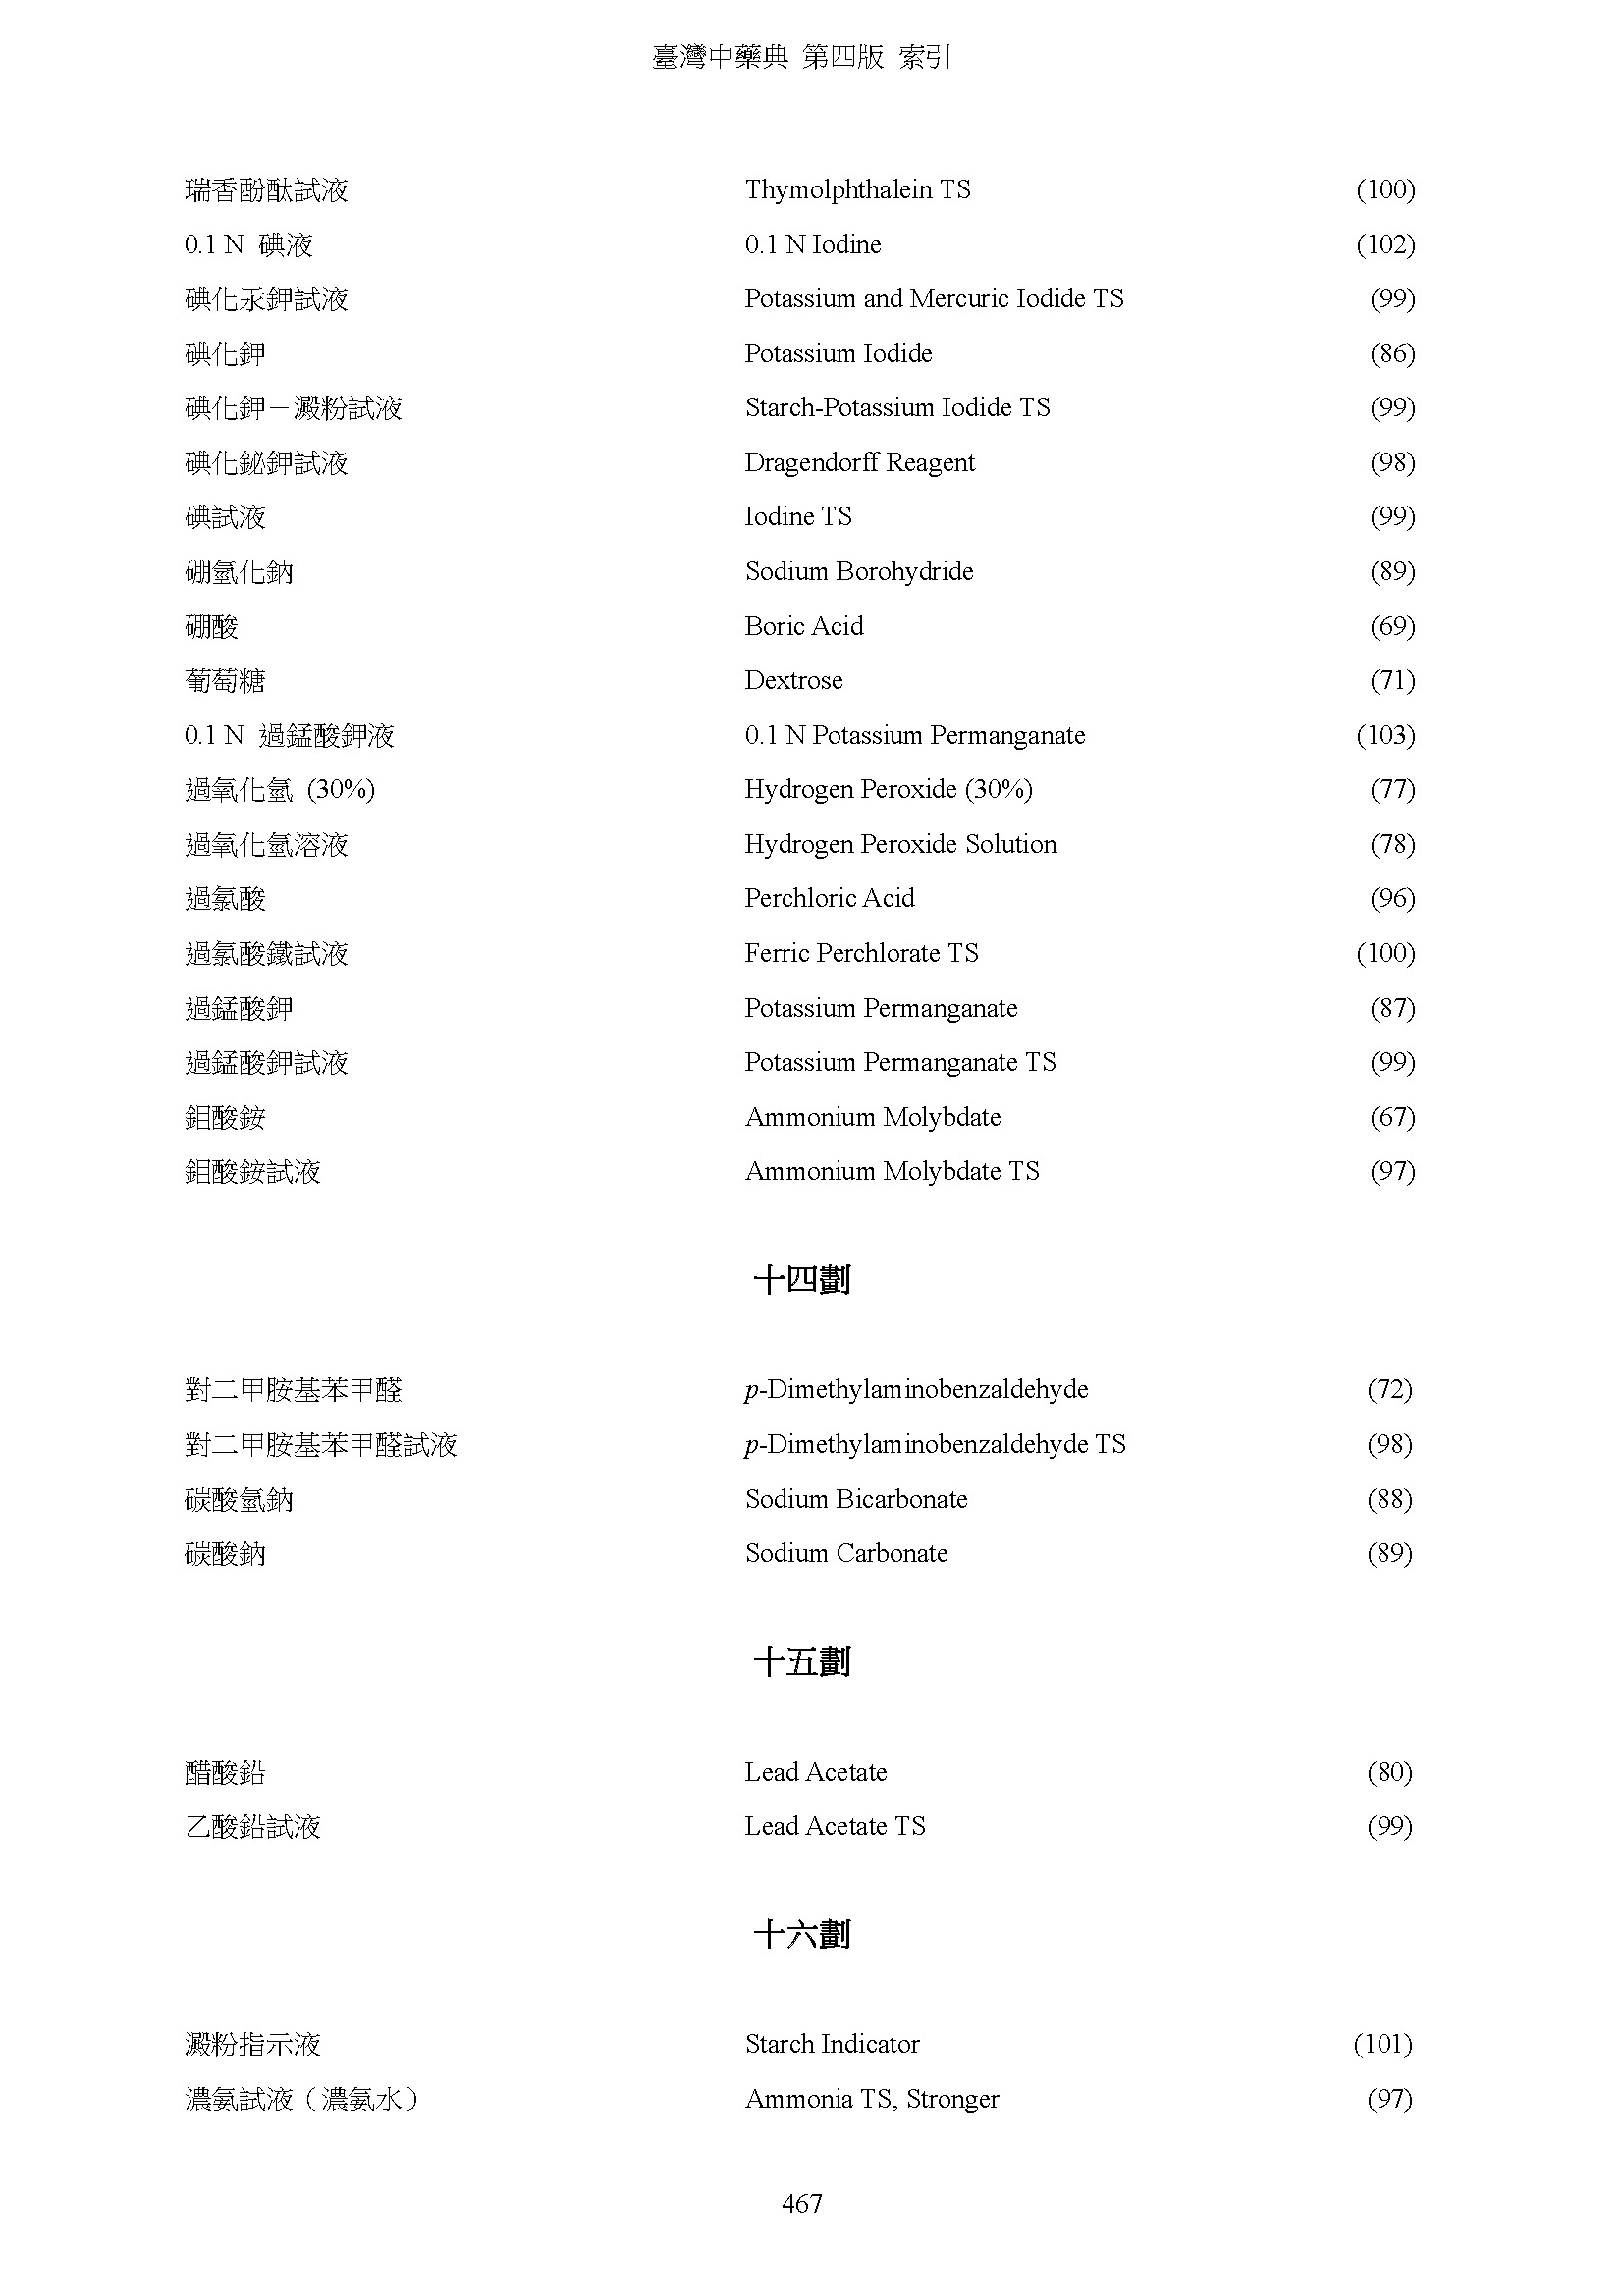 臺灣中藥典 第四版 索引
瑞香酚酞試液 Thymolphthalein TS (100)
0.1 N 碘液 0.1 N Iodine (102)
碘化汞鉀試液 Potassium and Mercuric Iodide TS (99)
碘化鉀 Potassium Iodide (86)
碘化鉀－澱粉試液 Starch-Potassium Iodide TS (99)
碘化鉍鉀試液 Dragendorff Reagent (98)
碘試液 Iodine TS (99)
硼氫化鈉 Sodium Borohydride (89)
硼酸 Boric Acid (69)
葡萄糖 Dextrose (71)
0.1 N 過錳酸鉀液 0.1 N Potassium Permanganate (103)
過氧化氫 (30%) Hydrogen Peroxide (30%) (77)
過氧化氫溶液 Hydrogen Peroxide Solution (78)
過氯酸 Perchloric Acid (96)
過氯酸鐵試液 Ferric Perchlorate TS (100)
過錳酸鉀 Potassium Permanganate (87)
過錳酸鉀試液 Potassium Permanganate TS (99)
鉬酸銨 Ammonium Molybdate (67)
鉬酸銨試液 Ammonium Molybdate TS (97)
十四劃
對二甲胺基苯甲醛 p-Dimethylaminobenzaldehyde (72)
對二甲胺基苯甲醛試液 p-Dimethylaminobenzaldehyde TS (98)
碳酸氫鈉 Sodium Bicarbonate (88)
碳酸鈉 Sodium Carbonate (89)
十五劃
醋酸鉛 Lead Acetate (80)
乙酸鉛試液 Lead Acetate TS (99)
十六劃
澱粉指示液 Starch Indicator (101)
濃氨試液（濃氨水） Ammonia TS, Stronger (97)
467